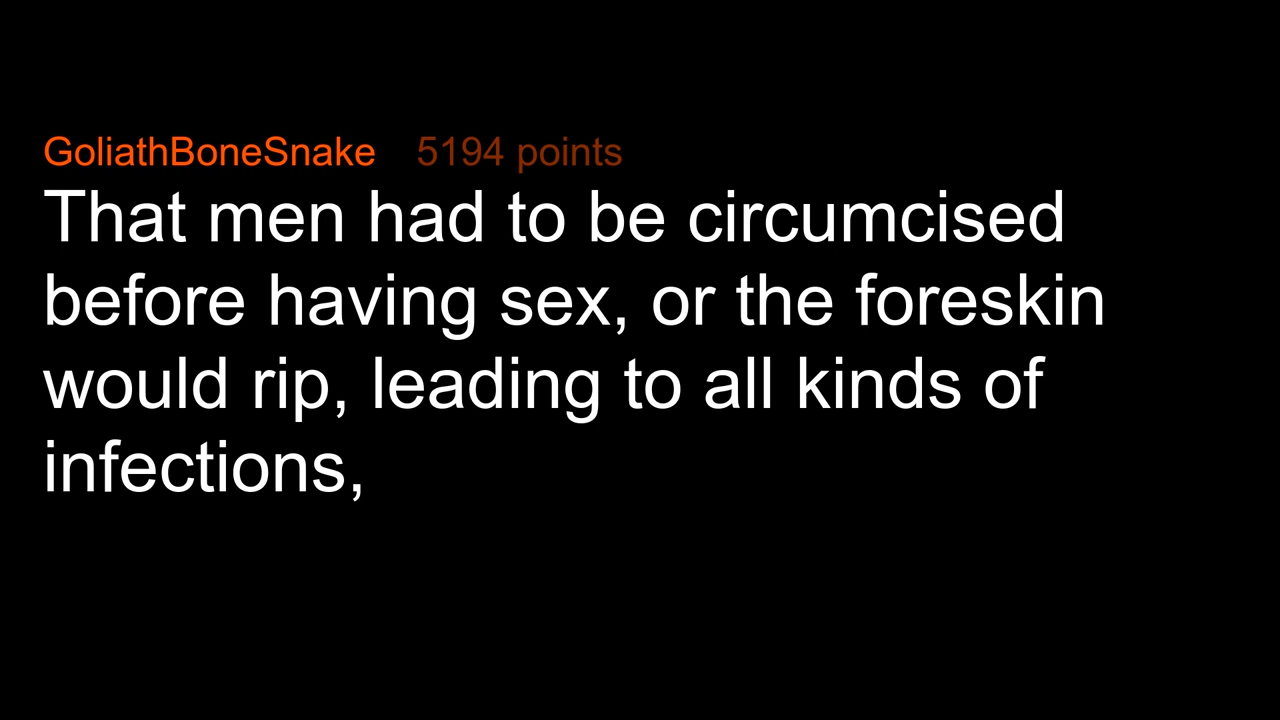 GoliathBoneSnake 5194 points
That men had to be circumcised
before having sex, or the foreskin
would rip, leading to all kinds of
infections,